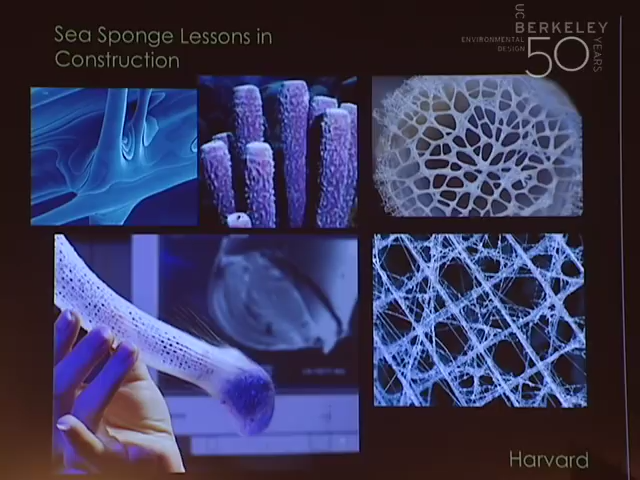 Sea Sponge Lessons in
Construction
UC
BERKELEY
ENVIRONMENTAL
DESIGN
50
YEARS
Harvard